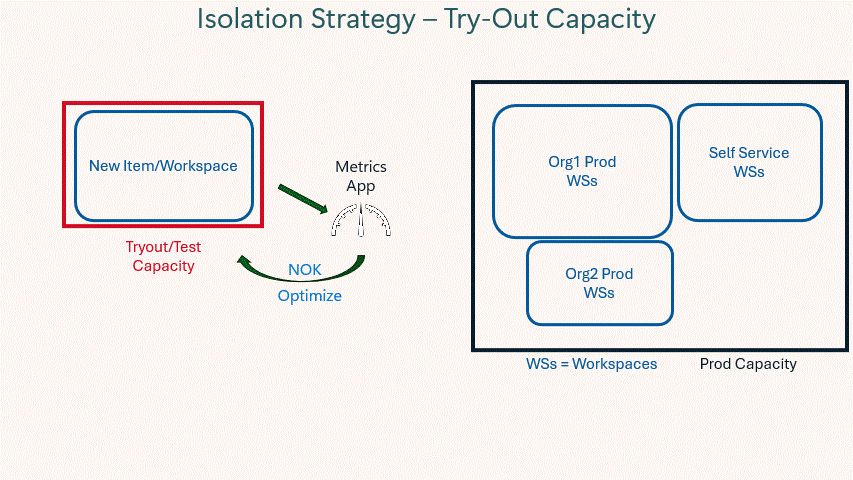 Isolation Strategy – Try-Out Capacity
New Item/Workspace
Tryout/Test
Capacity
Metrics
App
NOK
Optimize
Org1 Prod
WSs
Self Service
WSs
Org2 Prod
WSs
WSs = Workspaces
Prod Capacity